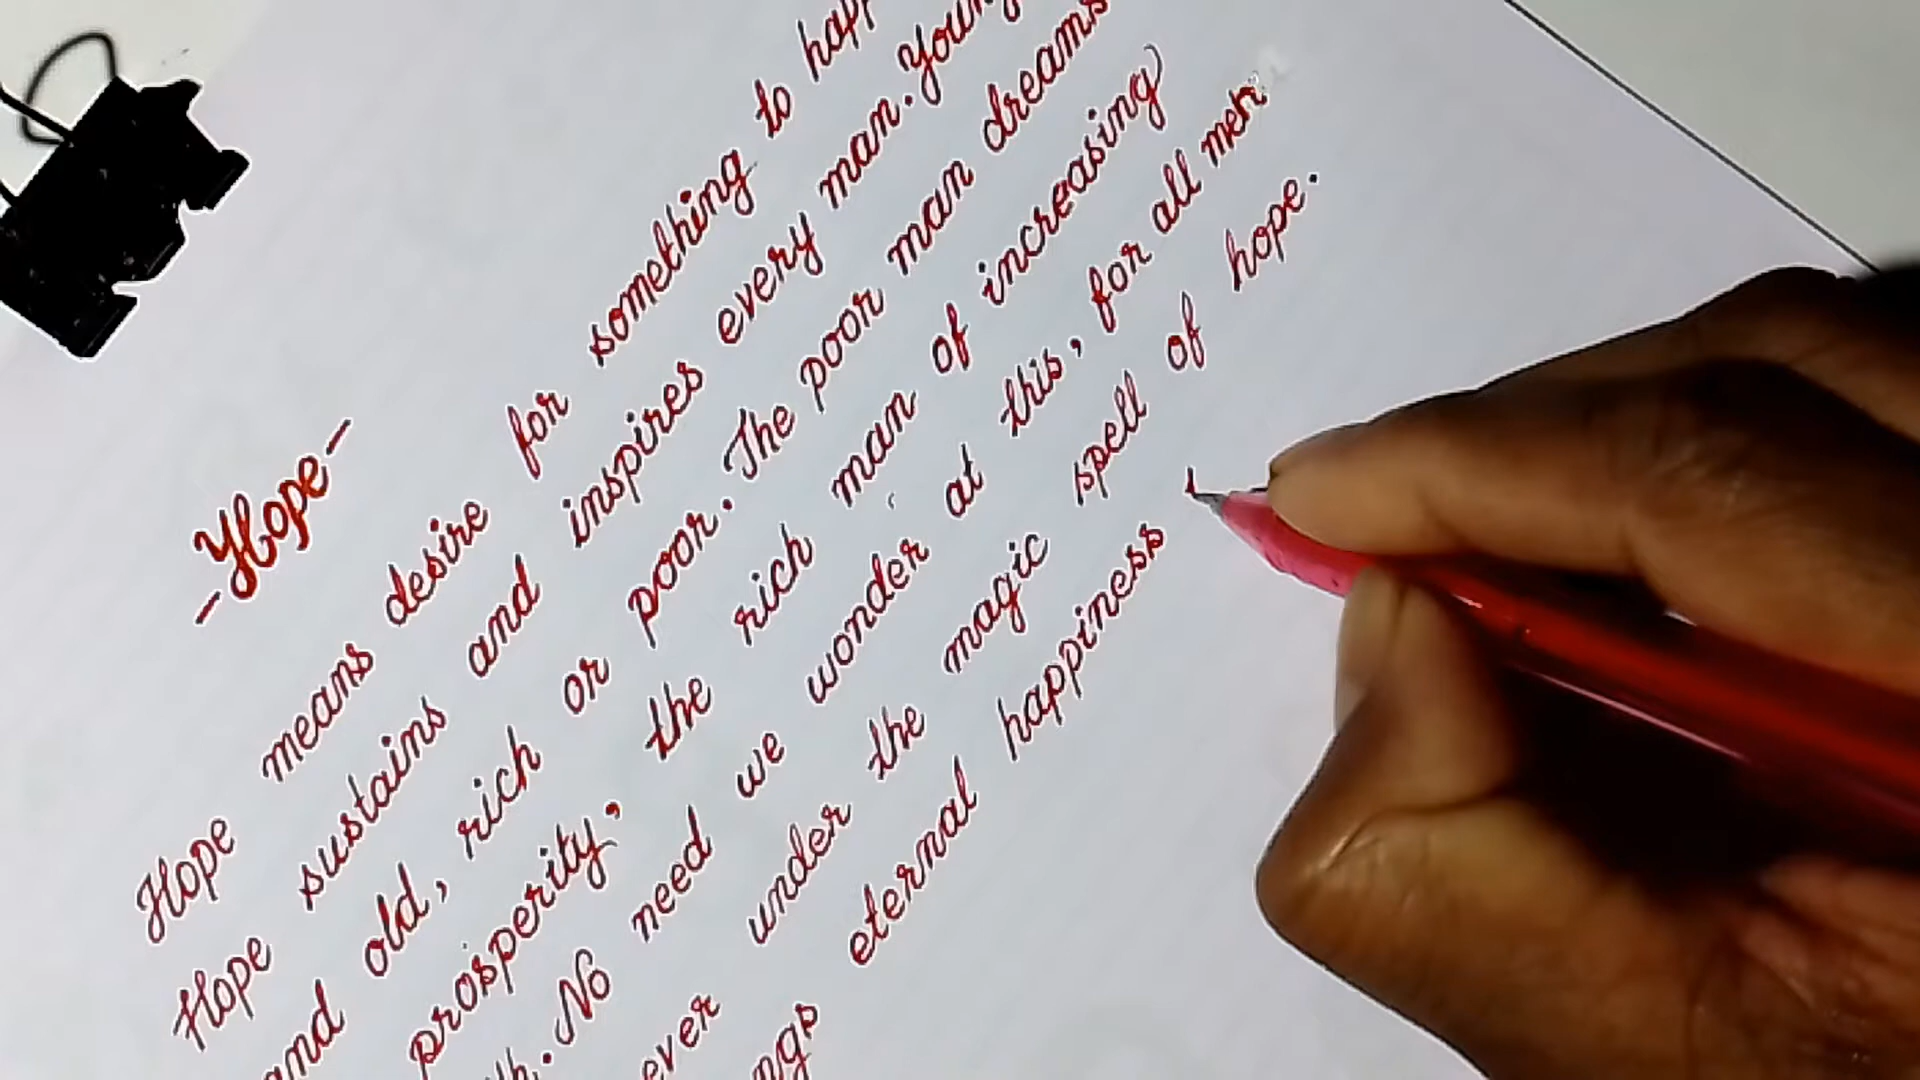 -Hope-
Hope means desire for something to happ
Hope sustains and inspires every man. Young
and old, rich or poor. The poor man dreams
prosperity, the rich man of increasing
th. No need we wonder at this, for all men
ever under the magic spell of hope.
ngs eternal happiness